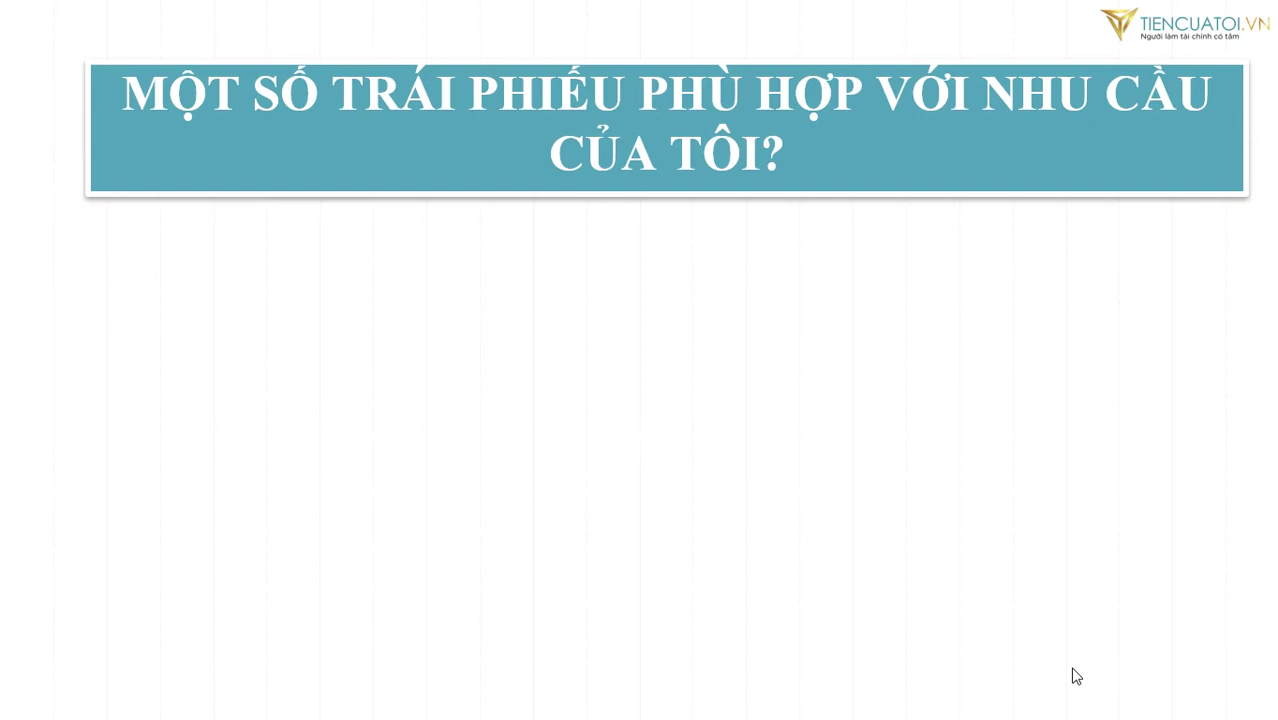 TIENCUATOI.VN
Người làm tài chính có tâm
MỘT SỐ TRÁI PHIẾU PHÙ HỢP VỚI NHU CẦU
CỦA TÔI?